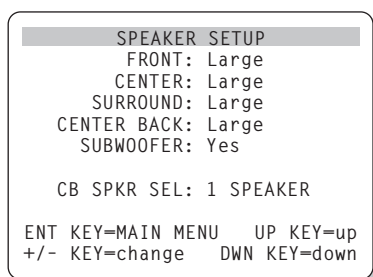 SPEAKER SETUP
FRONT: Large
CENTER: Large
SURROUND: Large
CENTER BACK: Large
SUBWOOFER: Yes
CB SPKR SEL: 1 SPEAKER
ENT KEY=MAIN MENU UP KEY=up
+/- KEY=change DWN KEY=down